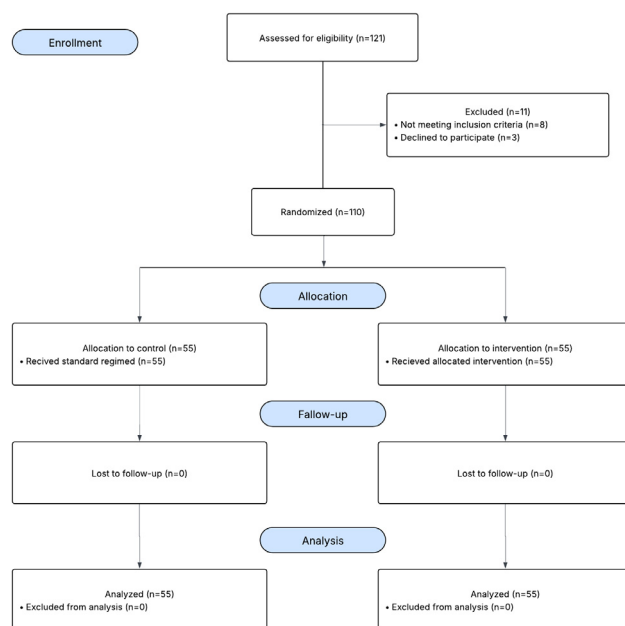 Enrollment
Assessed for eligibility (n=121)
Excluded (n=11)
• Not meeting inclusion criteria (n=8)
• Declined to participate (n=3)
Randomized (n=110)
Allocation
Allocation to control (n=55)
• Recived standard regimed (n=55)
Allocation to intervention (n=55)
• Recieved allocated intervention (n=55)
Fallow-up
Lost to follow-up (n=0)
Lost to follow-up (n=0)
Analysis
Analyzed (n=55)
• Excluded from analysis (n=0)
Analyzed (n=55)
• Excluded from analysis (n=0)